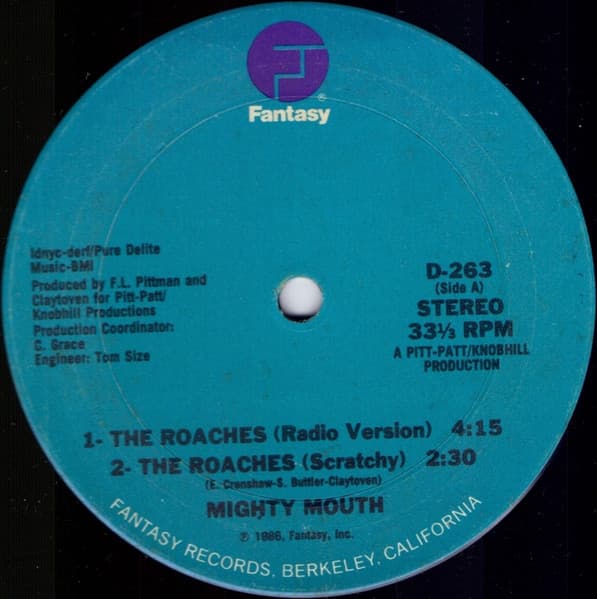 ®
Fantasy
Idnyc-derf/Pure Delite
Music-BMI
Produced by F.L. Pittman and
Claytoven for Pitt-Patt/
Knobhill Productions
Production Coordinator:
C. Grace
Engineer: Tom Size
D-263
(Side A)
STEREO
33⅓ RPM
A PITT-PATT/KNOBHILL
PRODUCTION
1- THE ROACHES (Radio Version) 4:15
2- THE ROACHES (Scratchy) 2:30
(E. Crenshaw-S. Buttler-Claytoven)
MIGHTY MOUTH
℗ 1986, Fantasy, Inc.
FANTASY RECORDS, BERKELEY, CALIFORNIA